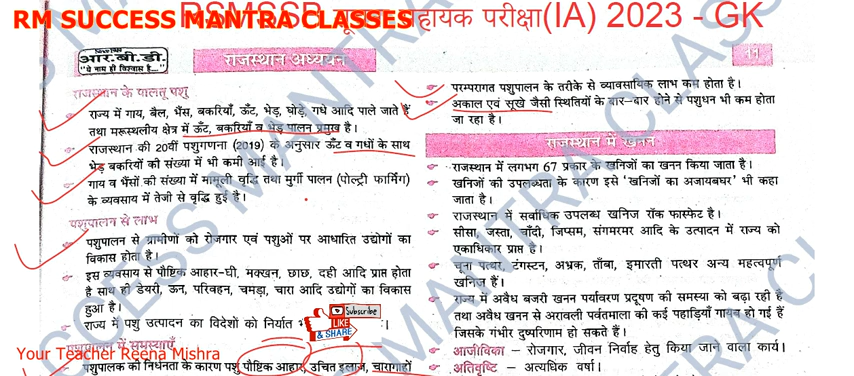 RM SUCCESS MANTRA CLASSES
RSMSSB सहायक परीक्षा(IA) 2023 - GK
आर.बी.डी.
"ये नाम ही विश्वास है..."
राजस्थान अध्ययन
11
राजस्थान के पालतू पशु
राज्य में गाय, बैल, भैंस, बकरियाँ, ऊँट, भेड़, घोड़े, गधे आदि पाले जाते हैं
तथा मरूस्थलीय क्षेत्र में ऊँट, बकरियाँ व भेड़ पालन प्रमुख है।
राजस्थान की 20वीं पशुगणना (2019) के अनुसार ऊँट व गधों के साथ
भेड़ बकरियों की संख्या में भी कमी आई है।
गाय व भैंसों की संख्या में मामूली वृद्धि तथा मुर्गी पालन (पोल्ट्री फार्मिंग)
के व्यवसाय में तेजी से वृद्धि हुई है।
पशुपालन से लाभ
पशुपालन से ग्रामीणों को रोजगार एवं पशुओं पर आधारित उद्योगों का
विकास होता है।
इस व्यवसाय से पौष्टिक आहार-घी, मक्खन, छाछ, दही आदि प्राप्त होता
है साथ ही डेयरी, ऊन, परिवहन, चमड़ा, चारा आदि उद्योगों का विकास
हुआ है।
राज्य में पशु उत्पादन का विदेशों को निर्यात
Subscribe
LIKE
& SHARE
पशुपालन में समस्याएँ
Your Teacher Reena Mishra
पशुपालक की निर्धनता के कारण पशु पौष्टिक आहार, उचित इलाज, चारागाहों
परम्परागत पशुपालन के तरीके से व्यावसायिक लाभ कम होता है।
अकाल एवं सूखे जैसी स्थितियों के बार-बार होने से पशुधन भी कम होता
जा रहा है।
राजस्थान में खनन
राजस्थान में लगभग 67 प्रकार के खनिजों का खनन किया जाता है।
खनिजों की उपलब्धता के कारण इसे 'खनिजों का अजायबघर' भी कहा
जाता है।
राजस्थान में सर्वाधिक उपलब्ध खनिज रॉक फास्फेट है।
सीसा, जस्ता, चाँदी, जिप्सम, संगमरमर आदि के उत्पादन में राज्य को
एकाधिकार प्राप्त है।
चूना पत्थर, टंगस्टन, अभ्रक, ताँबा, इमारती पत्थर अन्य महत्वपूर्ण
खनिज हैं।
राज्य में अवैध बजरी खनन पर्यावरण प्रदूषण की समस्या को बढ़ा रही है
तथा अवैध खनन से अरावली पर्वतमाला की कई पहाड़ियाँ गायब हो गई हैं
जिसके गंभीर दुष्परिणाम हो सकते हैं।
आजीविका – रोजगार, जीवन निर्वाह हेतु किया जाने वाला कार्य।
अतिवृष्टि – अत्यधिक वर्षा।